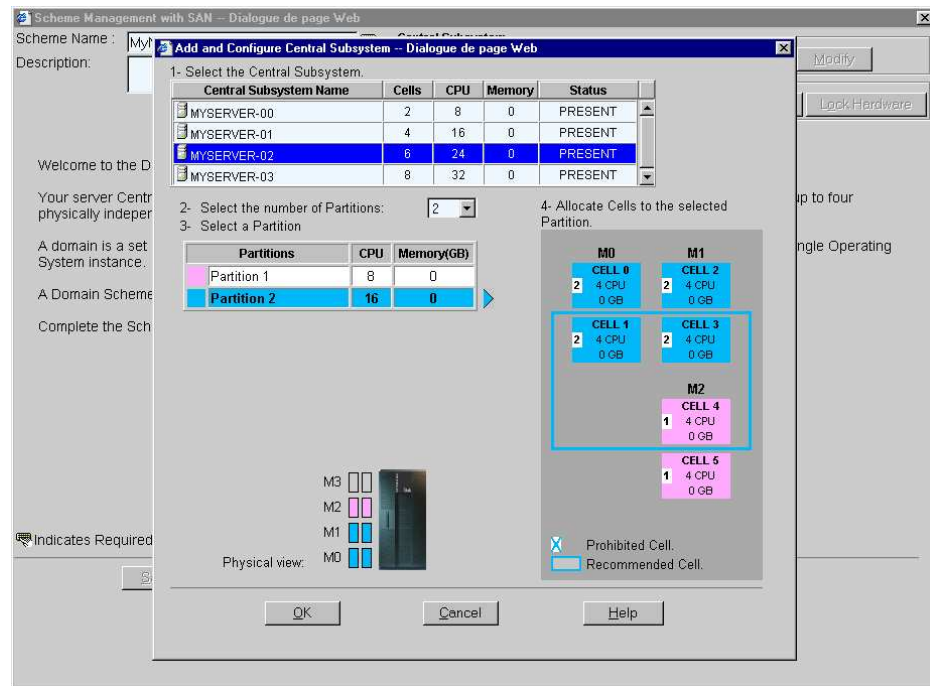 Scheme Management with SAN -- Dialogue de page Web
Scheme Name :
Description:
Modify
Lock Hardware
Welcome to the D
Your server Centr
up to four
physically indeper
A domain is a set
ngle Operating
System instance.
A Domain Scheme
Complete the Sch
Indicates Required
Add and Configure Central Subsystem -- Dialogue de page Web
1- Select the Central Subsystem.
Central Subsystem Name Cells CPU Memory Status
MYSERVER-00 2 8 0 PRESENT
MYSERVER-01 4 16 0 PRESENT
MYSERVER-02 6 24 0 PRESENT
MYSERVER-03 8 32 0 PRESENT
2- Select the number of Partitions: 2
3- Select a Partition
Partitions CPU Memory(GB)
Partition 1 8 0
Partition 2 16 0
4- Allocate Cells to the selected
Partition.
M0 M1
CELL 0 CELL 2
2 4 CPU 2 4 CPU
0 GB 0 GB
CELL 1 CELL 3
2 4 CPU 2 4 CPU
0 GB 0 GB
M2
CELL 4
1 4 CPU
0 GB
CELL 5
1 4 CPU
0 GB
X Prohibited Cell.
Recommended Cell.
M3
M2
M1
Physical view: M0
OK Cancel Help